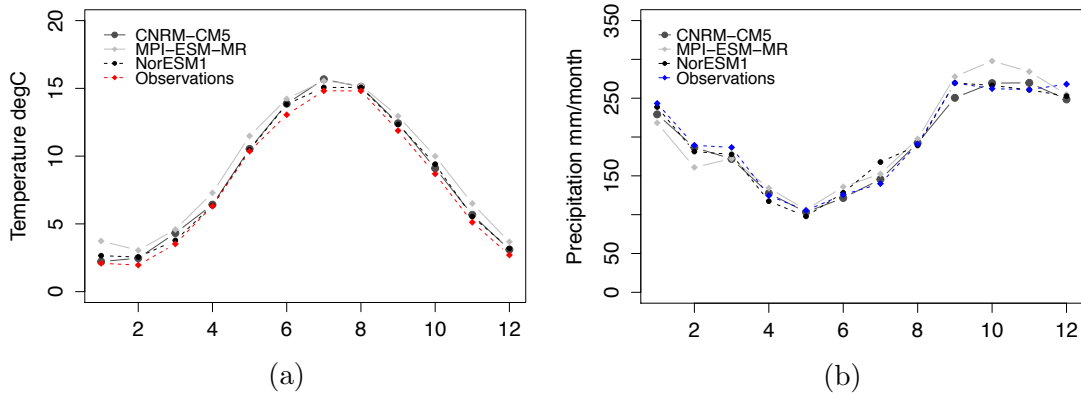 Temperature degC
20
15
10
5
0
CNRM−CM5
MPI−ESM−MR
NorESM1
Observations
2 4 6 8 10 12
(a)
Precipitation mm/month
350
250
150
50
0
CNRM−CM5
MPI−ESM−MR
NorESM1
Observations
2 4 6 8 10 12
(b)